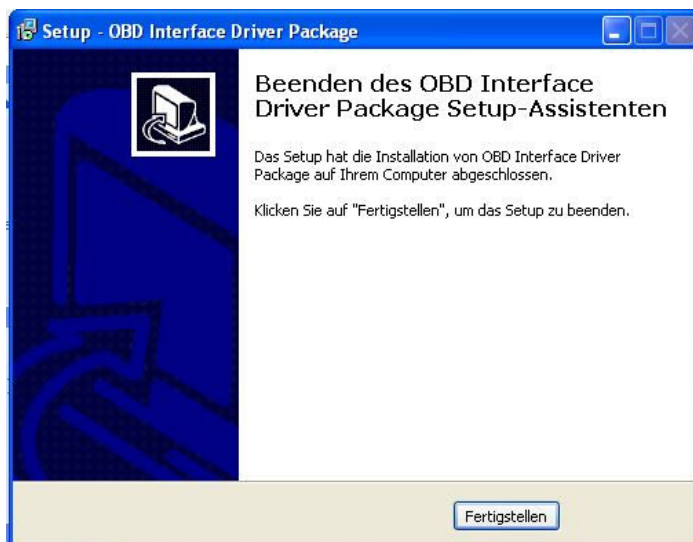 Setup - OBD Interface Driver Package
Beenden des OBD Interface
Driver Package Setup-Assistenten
Das Setup hat die Installation von OBD Interface Driver
Package auf Ihrem Computer abgeschlossen.
Klicken Sie auf "Fertigstellen", um das Setup zu beenden.
Fertigstellen